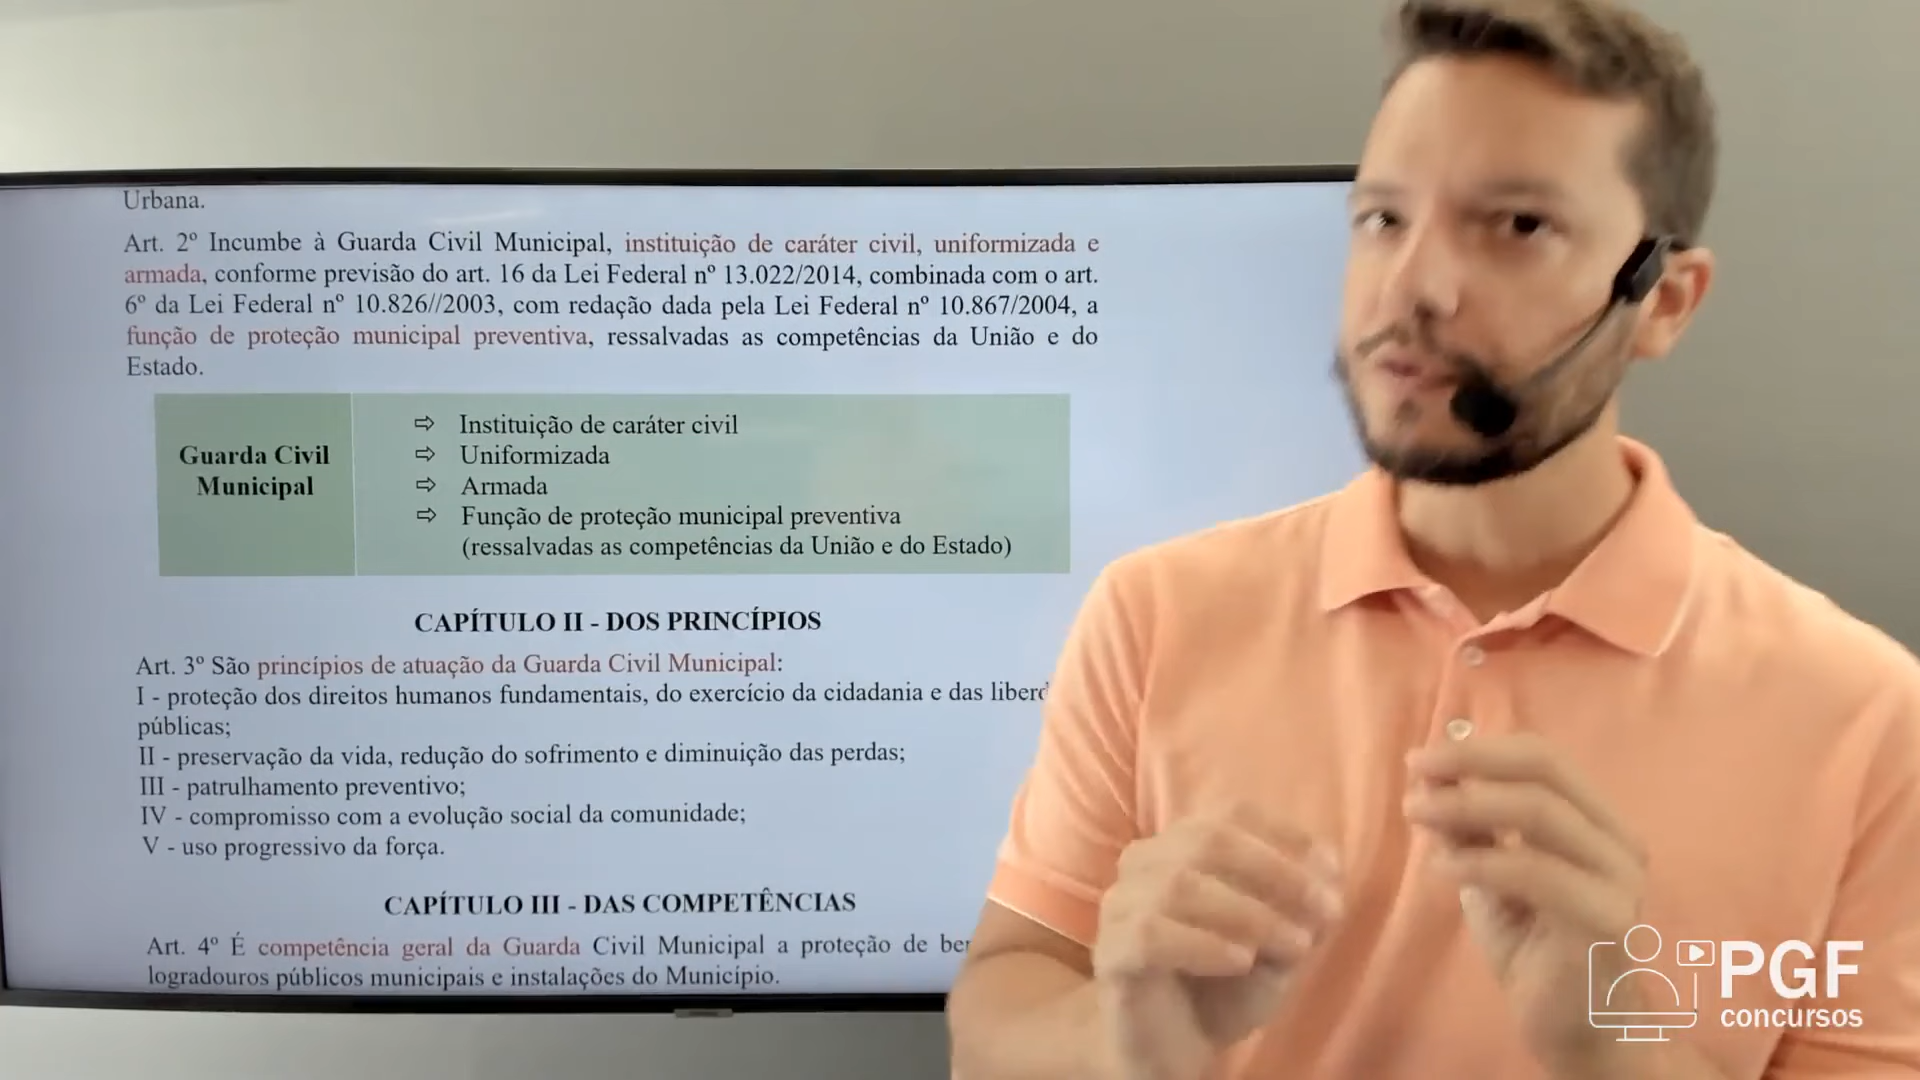 Urbana.
Art. 2º Incumbe à Guarda Civil Municipal, instituição de caráter civil, uniformizada e
armada, conforme previsão do art. 16 da Lei Federal nº 13.022/2014, combinada com o art.
6º da Lei Federal nº 10.826//2003, com redação dada pela Lei Federal nº 10.867/2004, a
função de proteção municipal preventiva, ressalvadas as competências da União e do
Estado.
Guarda Civil
Municipal
⇨ Instituição de caráter civil
⇨ Uniformizada
⇨ Armada
⇨ Função de proteção municipal preventiva
(ressalvadas as competências da União e do Estado)
CAPÍTULO II - DOS PRINCÍPIOS
Art. 3º São princípios de atuação da Guarda Civil Municipal:
I - proteção dos direitos humanos fundamentais, do exercício da cidadania e das
públicas;
II - preservação da vida, redução do sofrimento e diminuição das perdas;
III - patrulhamento preventivo;
IV - compromisso com a evolução social da comunidade;
V - uso progressivo da força.
CAPÍTULO III - DAS COMPETÊNCIAS
Art. 4º É competência geral da Guarda Civil Municipal a proteção de
logradouros públicos municipais e instalações do Município.
PGF
concursos